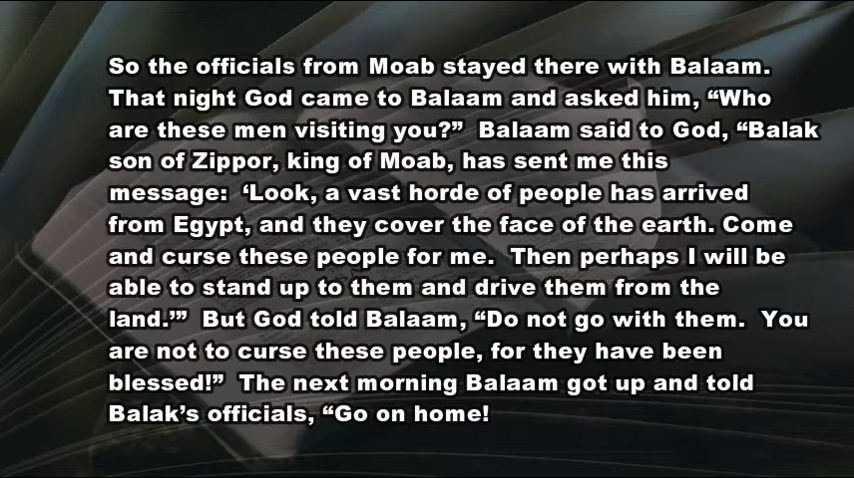 So the officials from Moab stayed there with Balaam.
That night God came to Balaam and asked him, “Who
are these men visiting you?”  Balaam said to God, “Balak
son of Zippor, king of Moab, has sent me this
message:  ‘Look, a vast horde of people has arrived
from Egypt, and they cover the face of the earth. Come
and curse these people for me.  Then perhaps I will be
able to stand up to them and drive them from the
land.’”  But God told Balaam, “Do not go with them.  You
are not to curse these people, for they have been
blessed!”  The next morning Balaam got up and told
Balak’s officials, “Go on home!